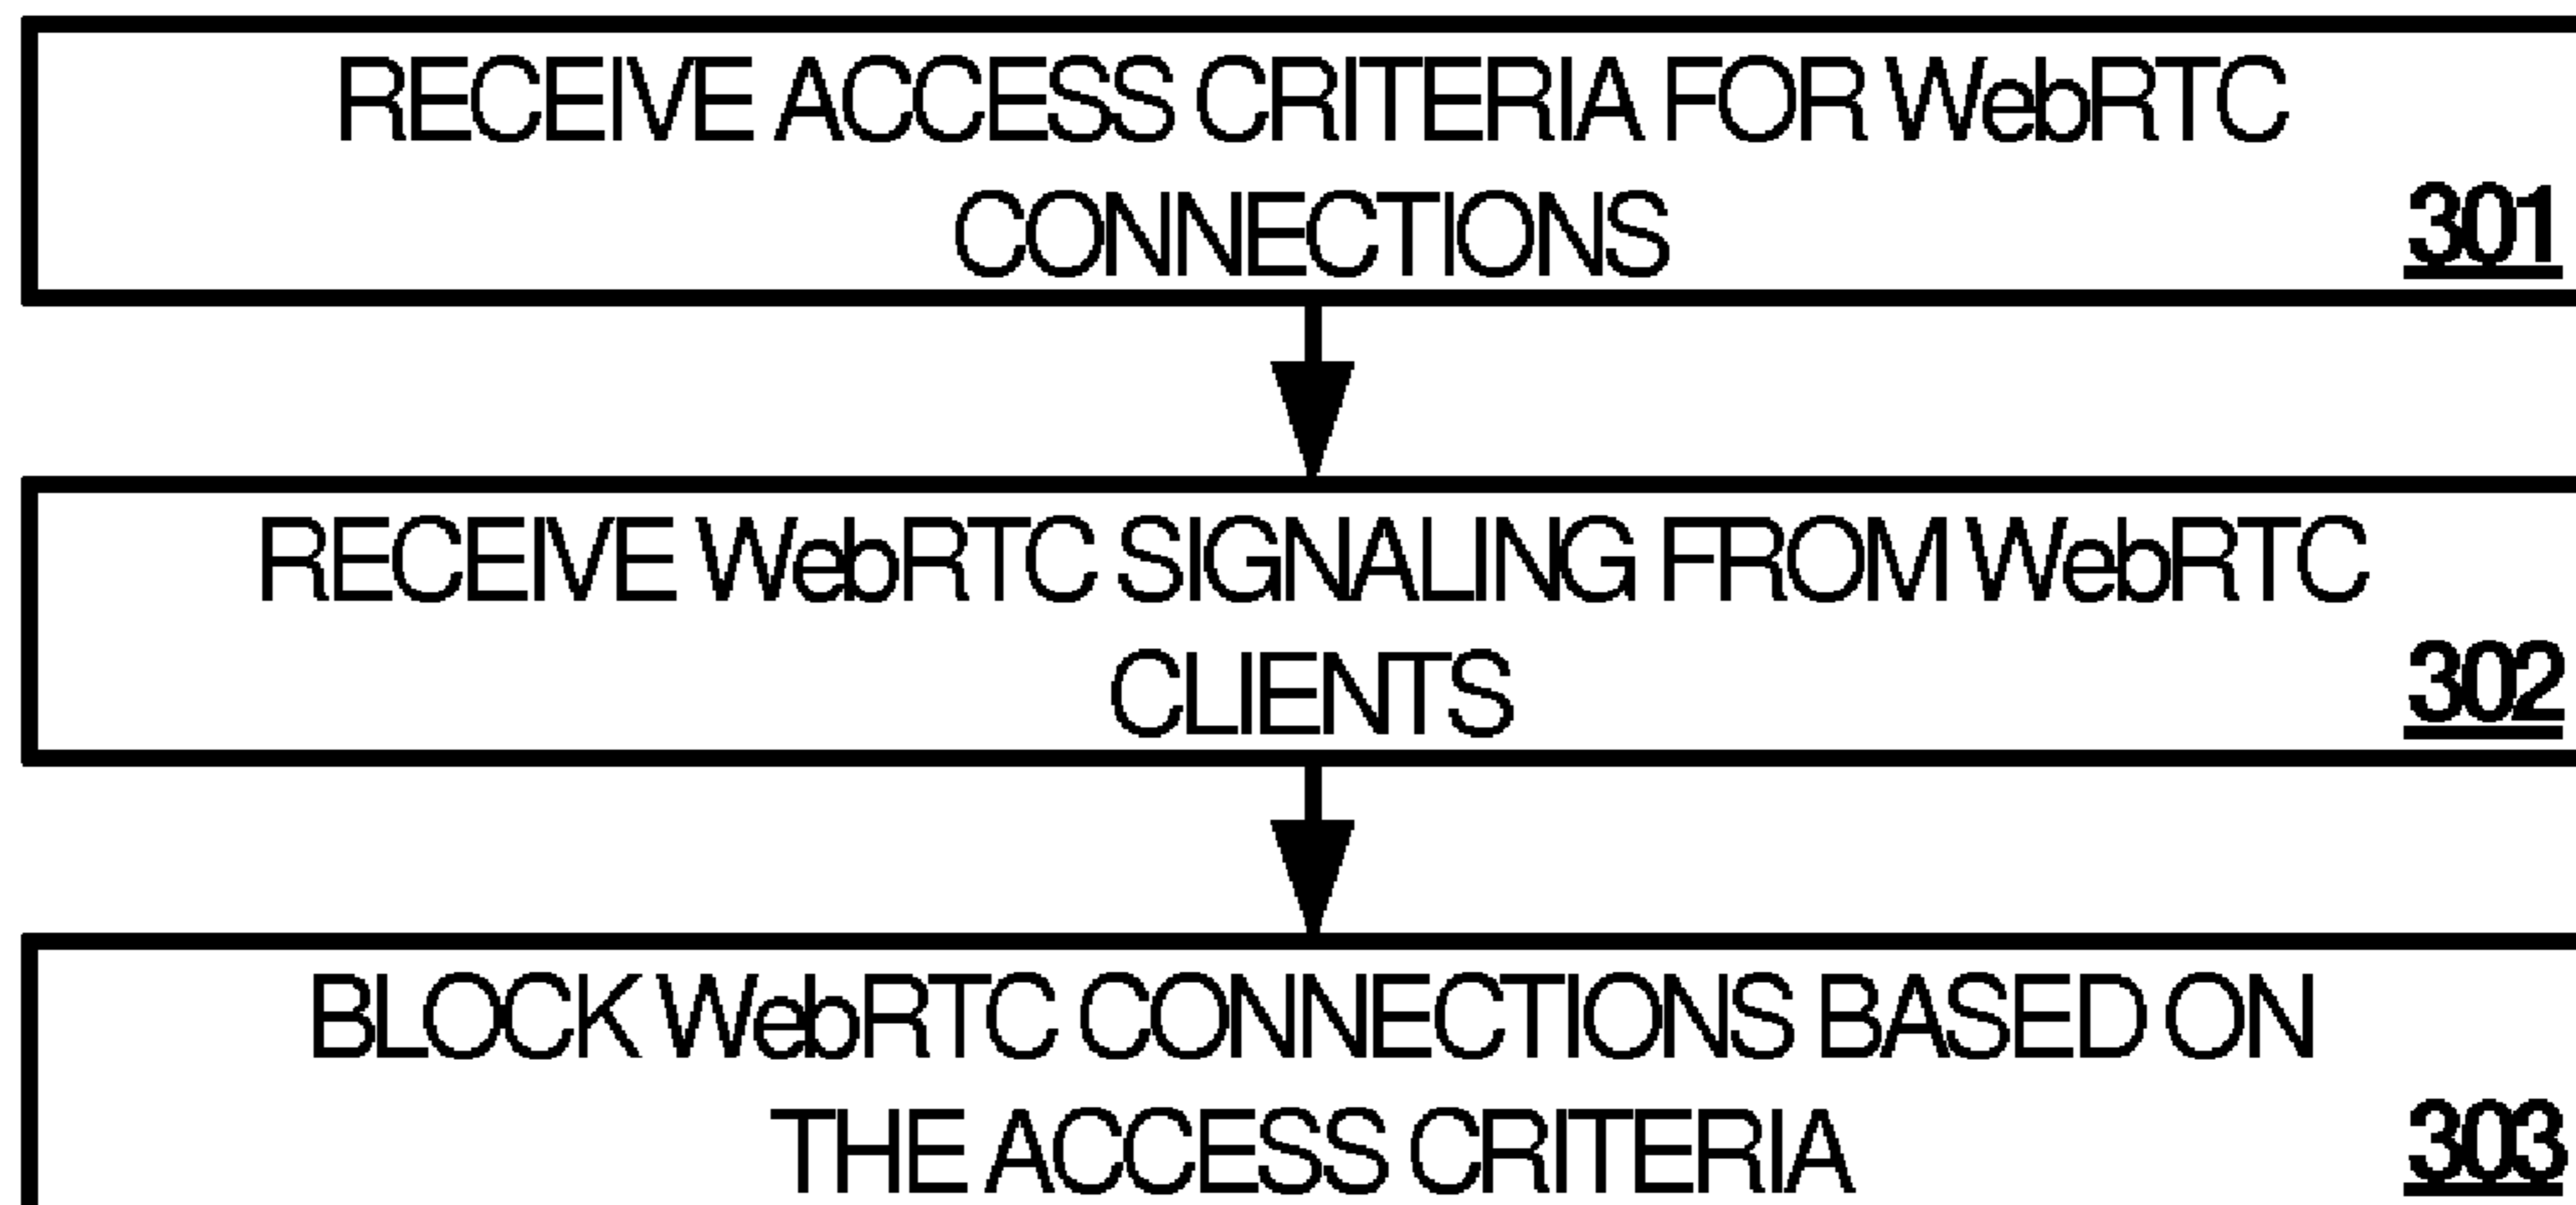 RECEIVE ACCESS CRITERIA FOR WebRTC
CONNECTIONS
301
RECEIVE WebRTC SIGNALING FROM WebRTC
CLIENTS
302
BLOCK WebRTC CONNECTIONS BASED ON
THE ACCESS CRITERIA
303